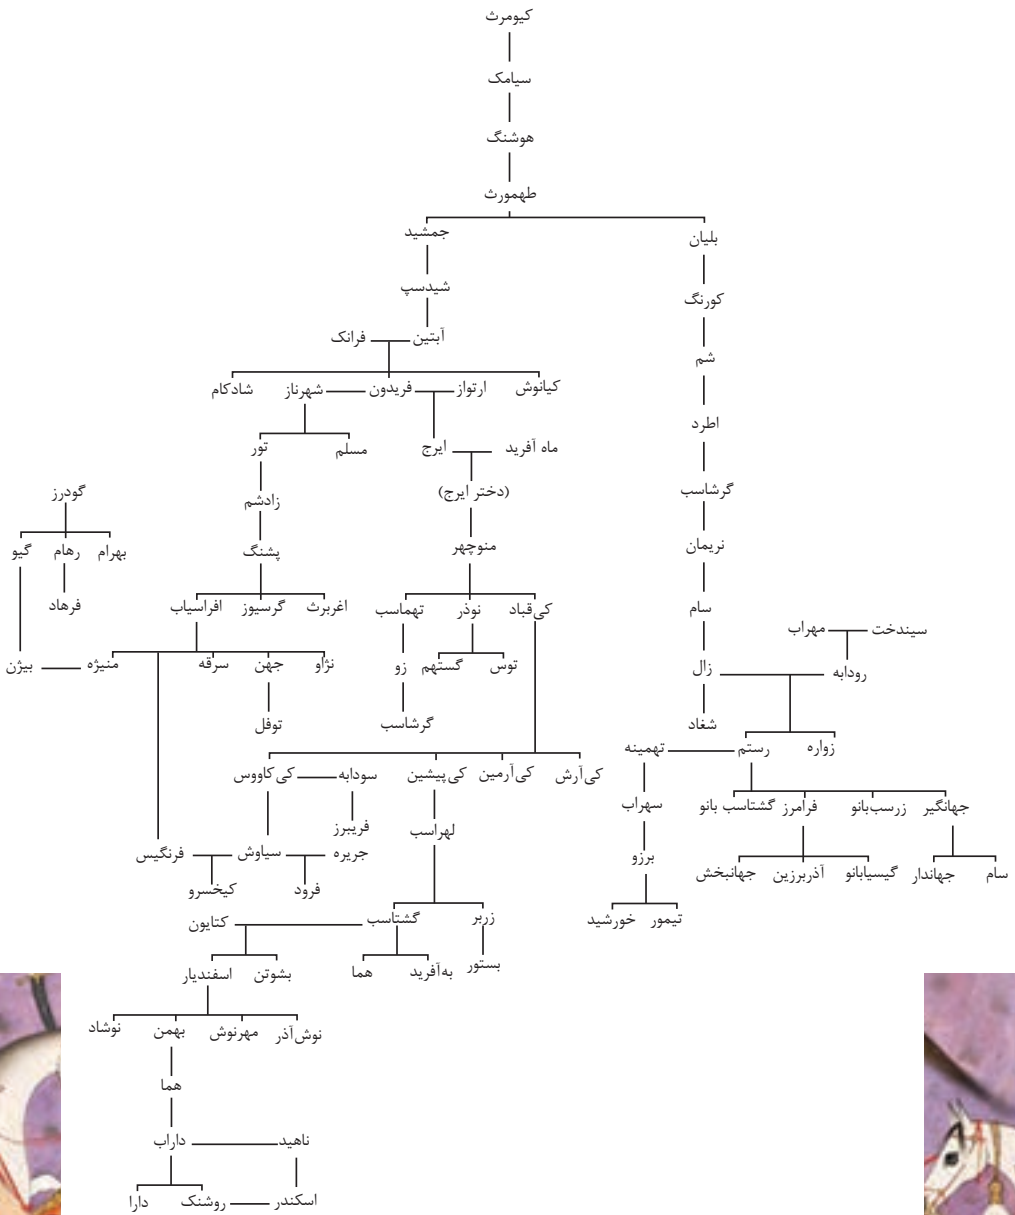 کیومرث
سیامک
هوشنگ
طهمورث
بلیان جمشید
کورنگ شیدسپ
آبتین فرانک
شم
کیانوش ارتواز فریدون شهرناز شادکام
اطرد
ماه آفرید ایرج مسلم تور
گرشاسب (دختر ایرج) زادشم گودرز
نریمان منوچهر پشنگ بهرام رهام گیو
سام کی‌قباد نوذر تهماسب اغریرث گرسیوز افراسیاب فرهاد
سیندخت مهراب
رودابه زال توس گستهم زو نژاو جهن سرقه منیژه بیژن
شغاد گرشاسب توفل
زواره رستم تهمینه
کی‌آرش کی‌آرمین کی‌پیشین سودابه کی‌کاووس
جهانگیر زرسب‌بانو فرامرز گشتاسب بانو سهراب
لهراسب فریبرز
برزو جریره سیاوش فرنگیس
سام جهاندار گیسیابانو آذربرزین جهانبخش
فرود کیخسرو
تیمور خورشید زربر گشتاسب کتایون
بستور به‌آفرید هما بشوتن اسفندیار
نوش‌آذر مهرنوش بهمن نوشاد
هما
ناهید داراب
اسکندر روشنک دارا